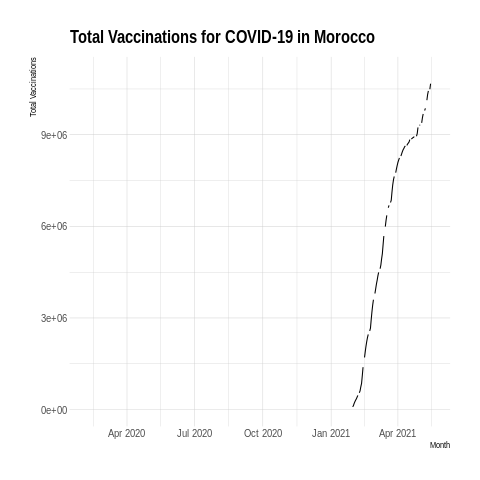 Total Vaccinations for COVID-19 in Morocco
Total Vaccinations
9e+06
6e+06
3e+06
0e+00
Apr 2020 Jul 2020 Oct 2020 Jan 2021 Apr 2021
Month